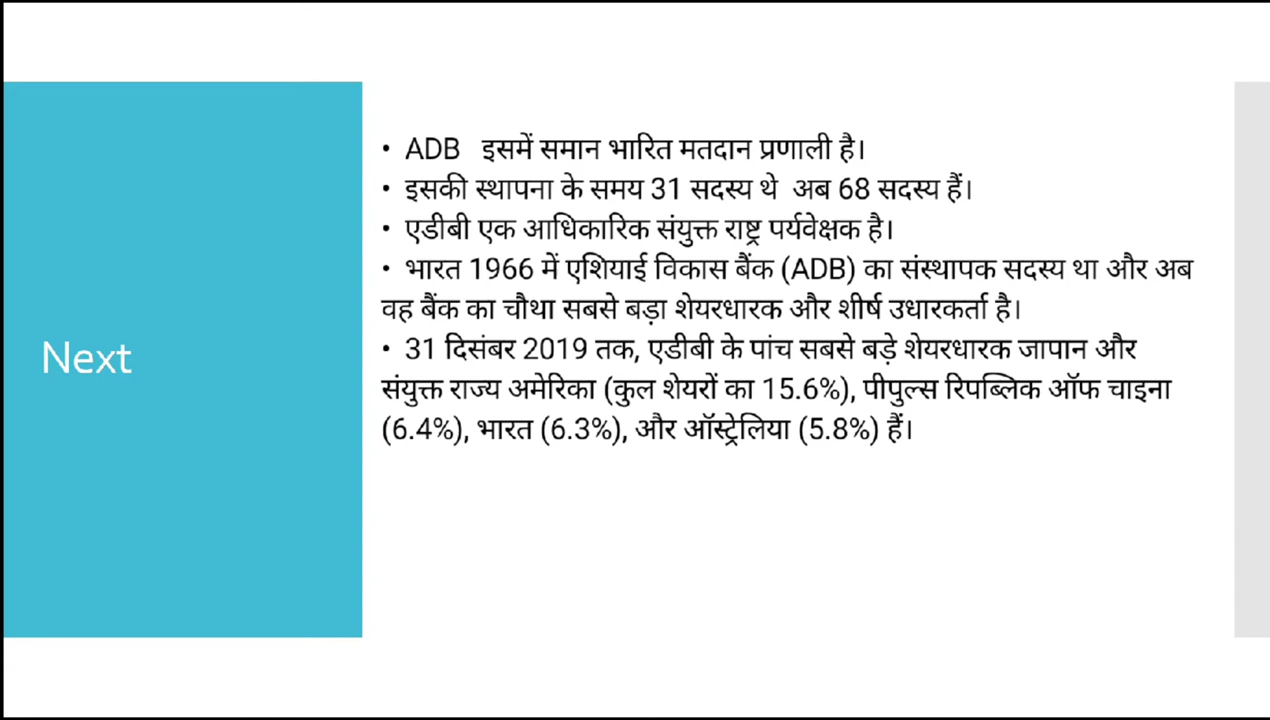 Next
• ADB इसमें समान भारित मतदान प्रणाली है।
• इसकी स्थापना के समय 31 सदस्य थे अब 68 सदस्य हैं।
• एडीबी एक आधिकारिक संयुक्त राष्ट्र पर्यवेक्षक है।
• भारत 1966 में एशियाई विकास बैंक (ADB) का संस्थापक सदस्य था और अब
वह बैंक का चौथा सबसे बड़ा शेयरधारक और शीर्ष उधारकर्ता है।
• 31 दिसंबर 2019 तक, एडीबी के पांच सबसे बड़े शेयरधारक जापान और
संयुक्त राज्य अमेरिका (कुल शेयरों का 15.6%), पीपुल्स रिपब्लिक ऑफ चाइना
(6.4%), भारत (6.3%), और ऑस्ट्रेलिया (5.8%) हैं।